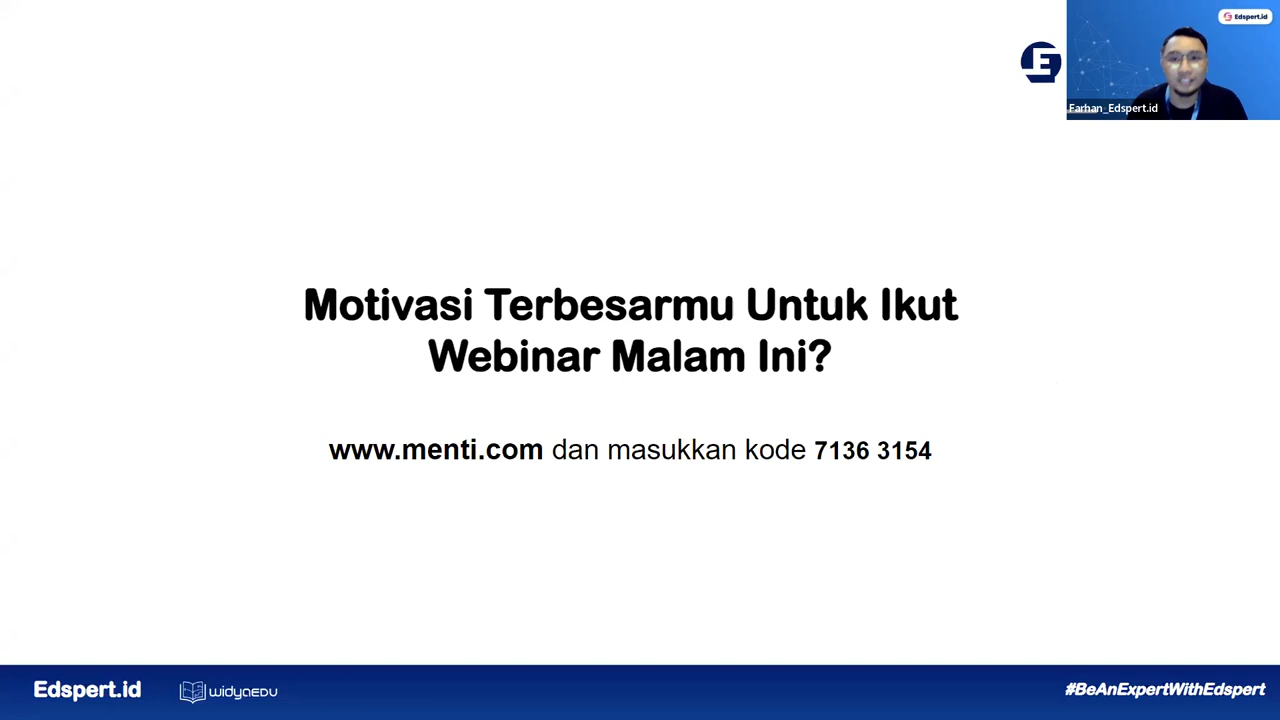 Edspert.id
E
Farhan_Edspert.id
Motivasi Terbesarmu Untuk Ikut
Webinar Malam Ini?
www.menti.com dan masukkan kode 7136 3154
Edspert.id
WIDYAEDU
#BeAnExpertWithEdspert